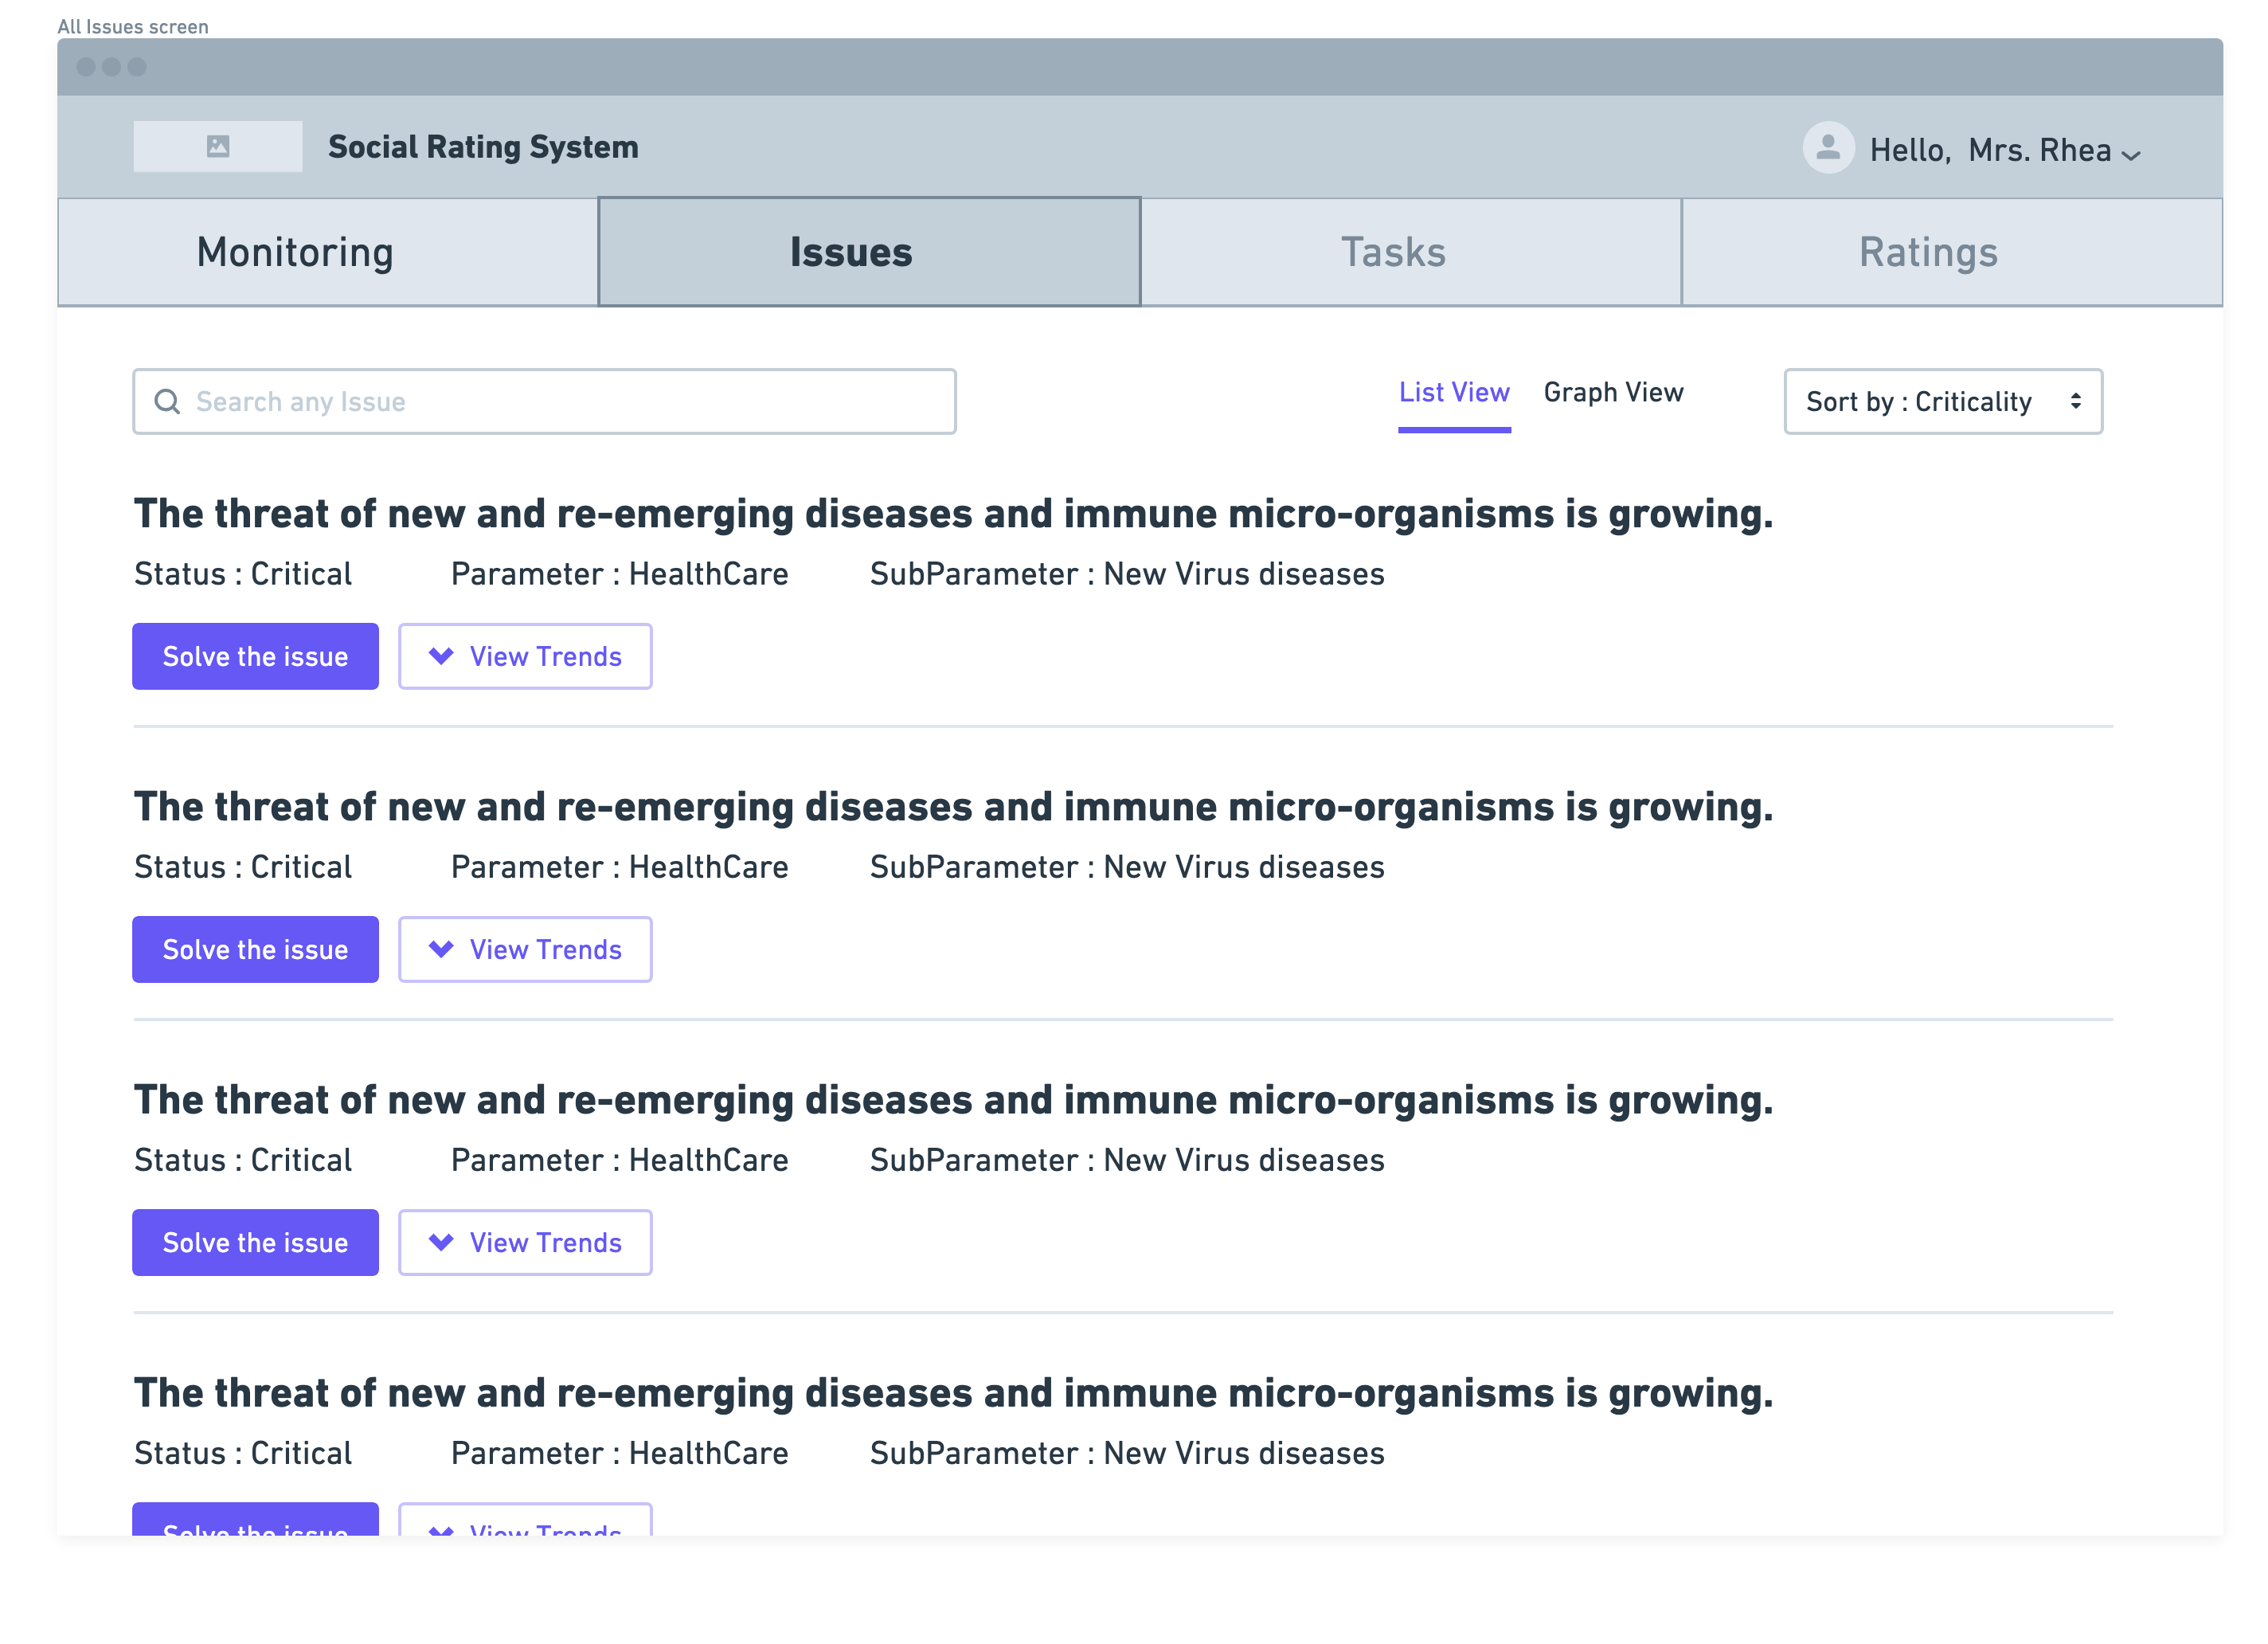 All Issues screen
Social Rating System
Hello, Mrs. Rhea
Monitoring
Issues
Tasks
Ratings
Search any Issue
List View
Graph View
Sort by : Criticality
The threat of new and re-emerging diseases and immune micro-organisms is growing.
Status : Critical
Parameter : HealthCare
SubParameter : New Virus diseases
Solve the issue
View Trends
The threat of new and re-emerging diseases and immune micro-organisms is growing.
Status : Critical
Parameter : HealthCare
SubParameter : New Virus diseases
Solve the issue
View Trends
The threat of new and re-emerging diseases and immune micro-organisms is growing.
Status : Critical
Parameter : HealthCare
SubParameter : New Virus diseases
Solve the issue
View Trends
The threat of new and re-emerging diseases and immune micro-organisms is growing.
Status : Critical
Parameter : HealthCare
SubParameter : New Virus diseases
Solve the issue
View Trends